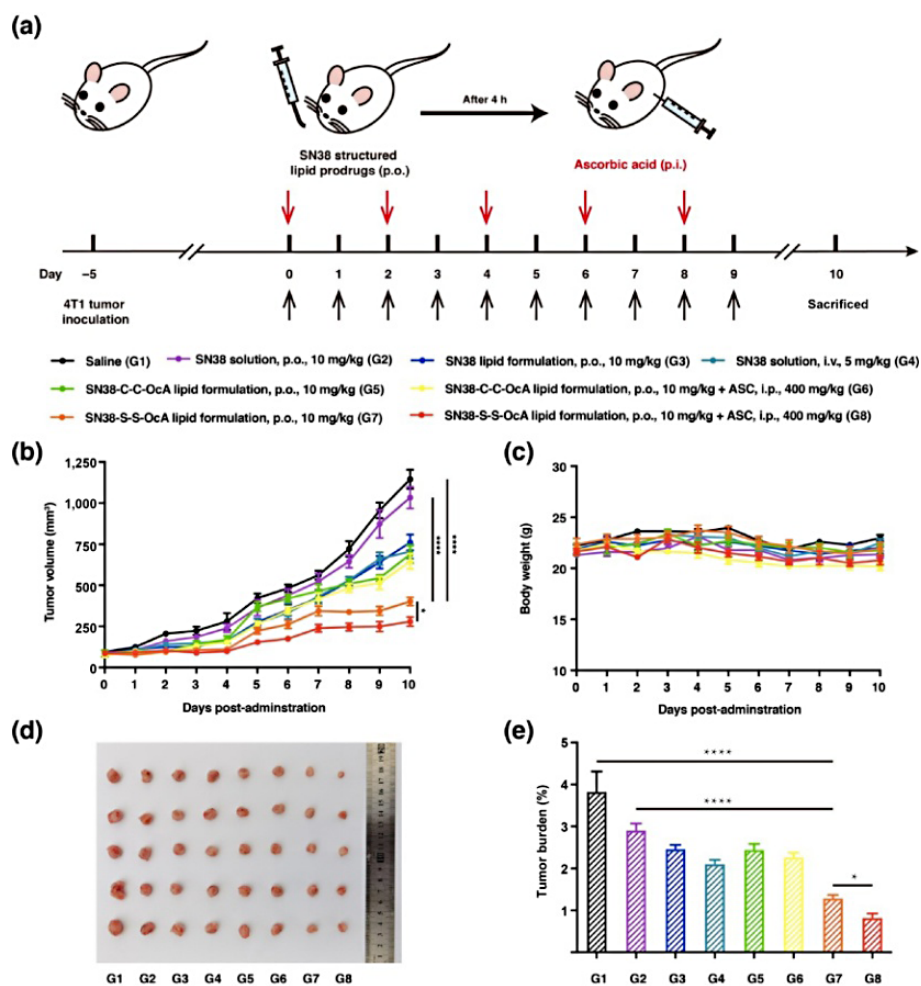 (a)
After 4 h
SN38 structured
lipid prodrugs (p.o.)
Ascorbic acid (p.i.)
Day –5 0 1 2 3 4 5 6 7 8 9 10
4T1 tumor
inoculation
Sacrificed
Saline (G1) SN38 solution, p.o., 10 mg/kg (G2) SN38 lipid formulation, p.o., 10 mg/kg (G3) SN38 solution, i.v., 5 mg/kg (G4)
SN38-C-C-OcA lipid formulation, p.o., 10 mg/kg (G5) SN38-C-C-OcA lipid formulation, p.o., 10 mg/kg + ASC, i.p., 400 mg/kg (G6)
SN38-S-S-OcA lipid formulation, p.o., 10 mg/kg (G7) SN38-S-S-OcA lipid formulation, p.o., 10 mg/kg + ASC, i.p., 400 mg/kg (G8)
(b)
Tumor volume (mm³)
1,250
1,000
750
500
250
0
0 1 2 3 4 5 6 7 8 9 10
Days post-adminstration
****
****
*
(c)
Body weight (g)
30
25
20
15
10
0 1 2 3 4 5 6 7 8 9 10
Days post-adminstration
(d)
G1 G2 G3 G4 G5 G6 G7 G8
(e)
Tumor burden (%)
5
4
3
2
1
****
****
*
G1 G2 G3 G4 G5 G6 G7 G8